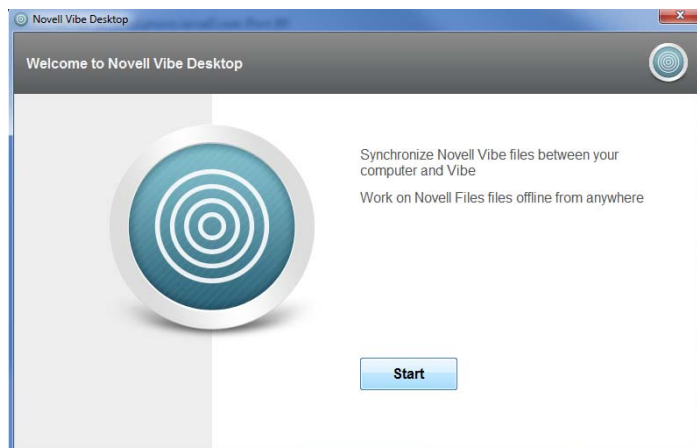 Novell Vibe Desktop
Welcome to Novell Vibe Desktop
Synchronize Novell Vibe files between your
computer and Vibe
Work on Novell Files files offline from anywhere
Start